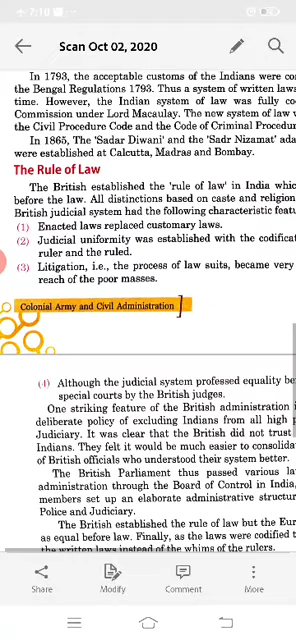 7:10
Scan Oct 02, 2020
In 1793, the acceptable customs of the Indians were
the Bengal Regulations 1793. Thus a system of written laws
time. However, the Indian system of law was fully
Commission under Lord Macaulay. The new system of law
the Civil Procedure Code and the Code of Criminal
In 1865, The 'Sadar Diwani' and the 'Sadr Nizamat'
were established at Calcutta, Madras and Bombay.
The Rule of Law
The British established the 'rule of law' in India
before the law. All distinctions based on caste and religion
British judicial system had the following characteristic
(1) Enacted laws replaced customary laws.
(2) Judicial uniformity was established with the
ruler and the ruled.
(3) Litigation, i.e., the process of law suits, became very
reach of the poor masses.
Colonial Army and Civil Administration
(4) Although the judicial system professed equality
special courts by the British judges.
One striking feature of the British administration
deliberate policy of excluding Indians from all high
Judiciary. It was clear that the British did not trust
Indians. They felt it would be much easier to
of British officials who understood their system better.
The British Parliament thus passed various
administration through the Board of Control in India,
members set up an elaborate administrative
Police and Judiciary.
The British established the rule of law but the
as equal before law. Finally, as the laws were codified
the written laws instead of the whims of the rulers.
Share Modify Comment More